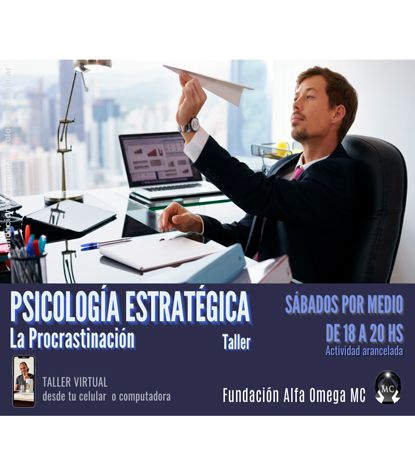 PSICOLOGÍA ESTRATÉGICA
La Procrastinación
Taller
SÁBADOS POR MEDIO
DE 18 A 20 HS
Actividad arancelada
TALLER VIRTUAL
desde tu celular o computadora
Fundación Alfa Omega MC
MC